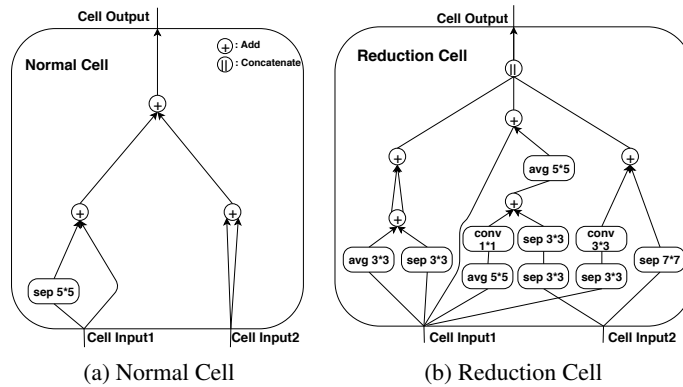 Cell Output
Normal Cell
+ : Add
|| : Concatenate
+
+
+
sep 5*5
Cell Input1
Cell Input2
(a) Normal Cell
Cell Output
Reduction Cell
||
+
+
+
avg 5*5
+
+
conv 1*1
sep 3*3
conv 3*3
avg 3*3
sep 3*3
avg 5*5
sep 3*3
sep 3*3
sep 7*7
Cell Input1
Cell Input2
(b) Reduction Cell